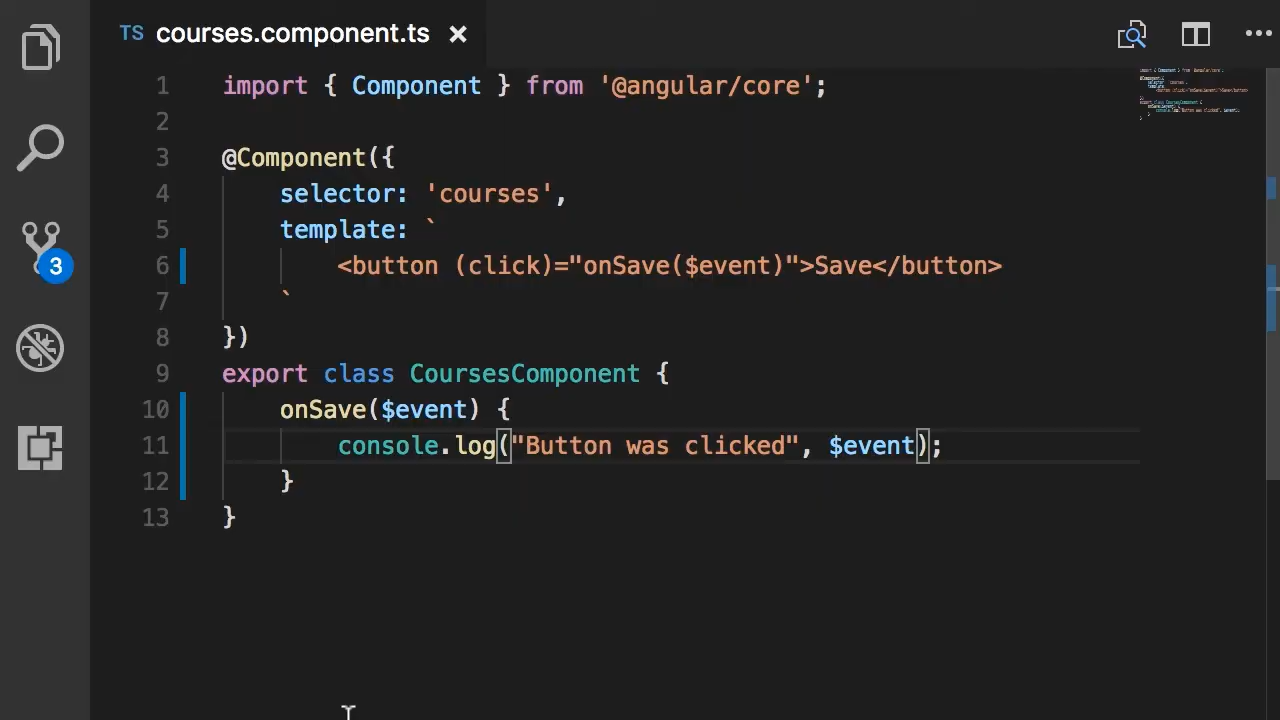 TS courses.component.ts ×
1 import { Component } from '@angular/core';
2
3 @Component({
4     selector: 'courses',
5     template: `
6         <button (click)="onSave($event)">Save</button>
7     `
8 })
9 export class CoursesComponent {
10     onSave($event) {
11         console.log("Button was clicked", $event);
12     }
13 }
3